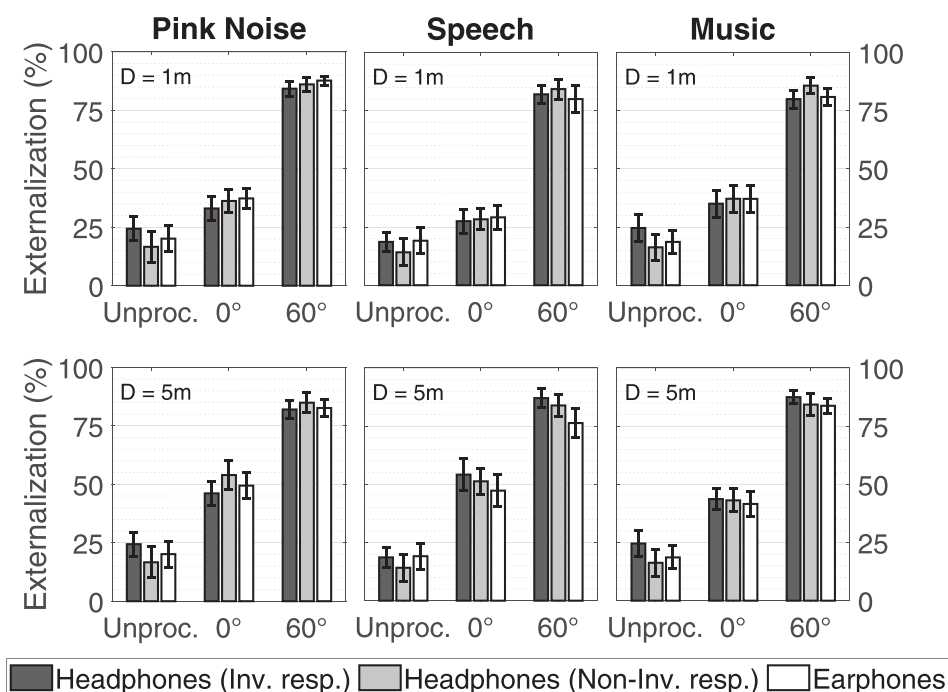 Pink Noise Speech Music
Externalization (%)
100
75
50
25
0
D = 1m
D = 1m
D = 1m
100
75
50
25
0
Unproc. 0° 60° Unproc. 0° 60° Unproc. 0° 60°
Externalization (%)
100
75
50
25
0
D = 5m
D = 5m
D = 5m
100
75
50
25
0
Unproc. 0° 60° Unproc. 0° 60° Unproc. 0° 60°
Headphones (Inv. resp.) Headphones (Non-Inv. resp.) Earphones